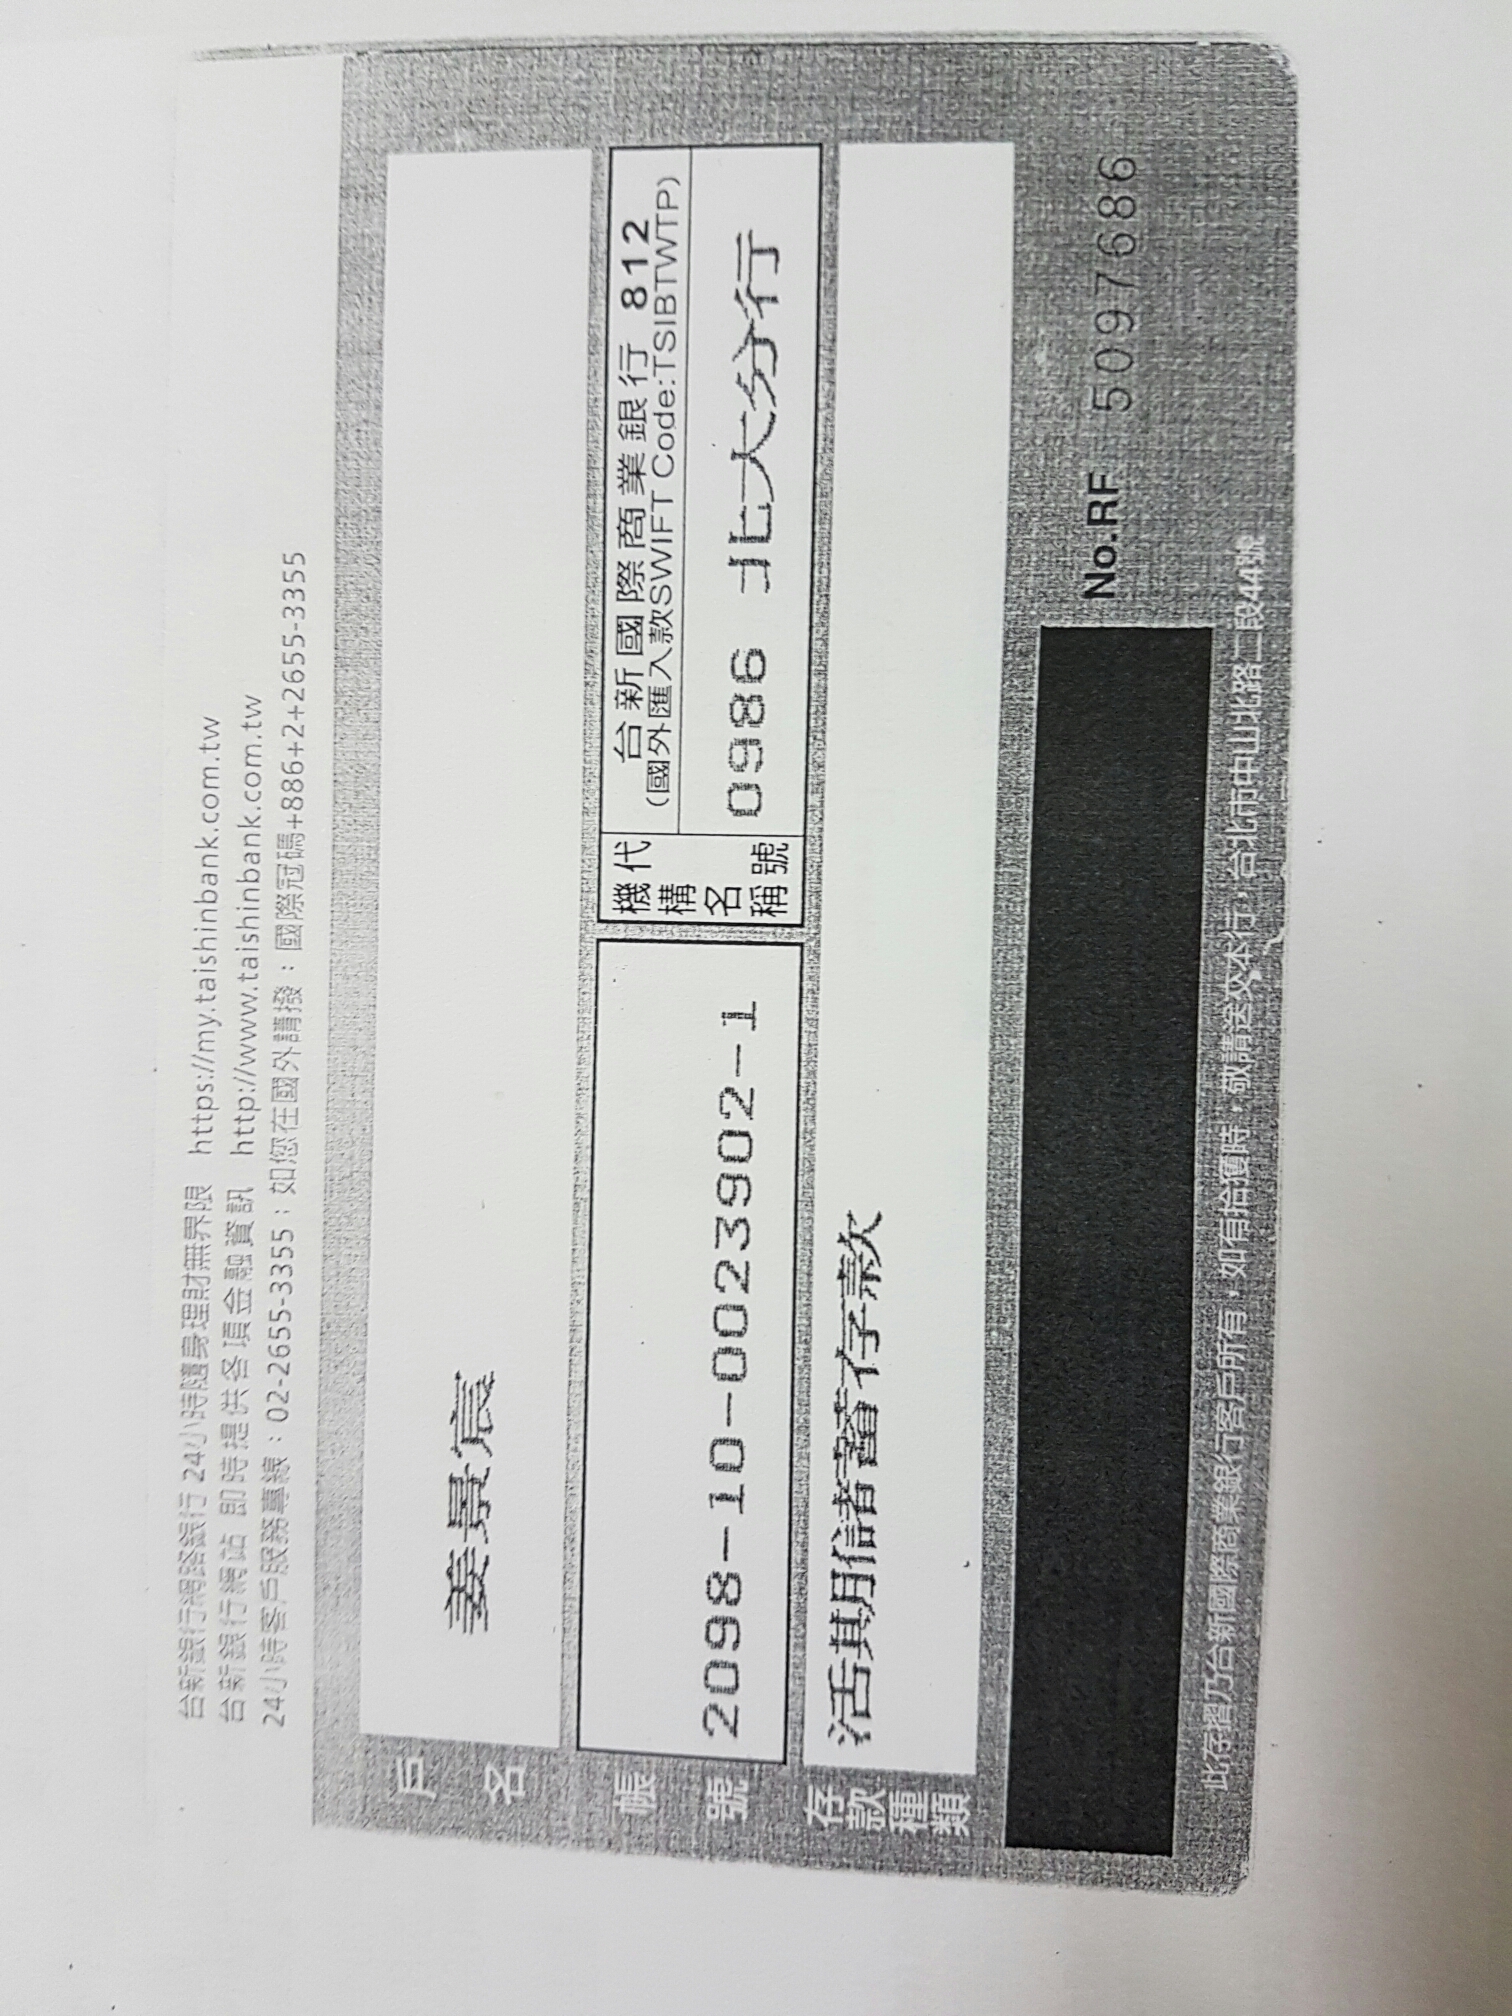 台新銀行網路銀行 24小時隨身理財無界限 https://my.taishinbank.com.tw
台新銀行網站 即時提供各項金融資訊 http://www.taishinbank.com.tw
24小時客戶服務專線：02-2655-3355；如您在國外請撥：國際冠碼+886+2+2655-3355
戶名 姜景信
帳號 2098-10-0023902-1
機構名稱代號
台新國際商業銀行 812
(國外匯入款SWIFT Code:TSIBTWTP)
0986 北大分行
存款種類 活期儲蓄存款
No.RF 5097686
此存摺乃台新國際商業銀行客戶所有，如有拾獲時，敬請送交本行，台北市中山北路二段44號